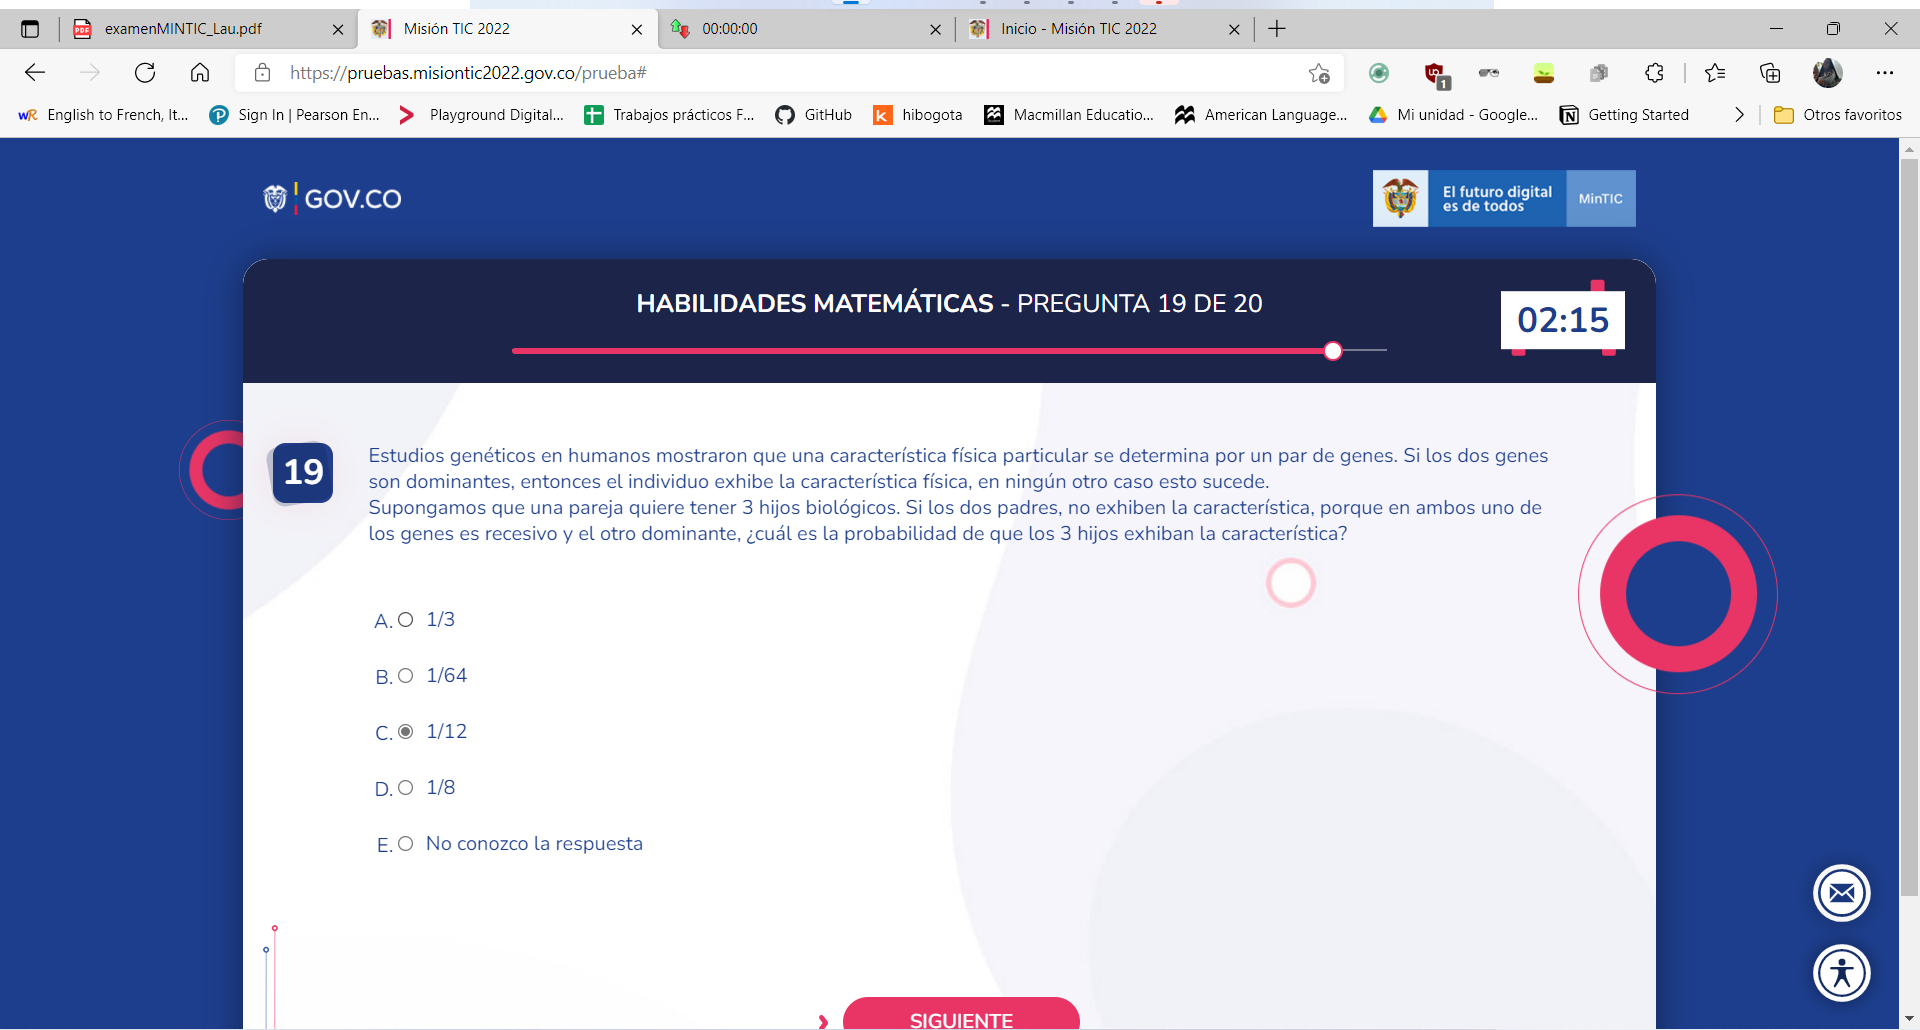 examenMINTIC_Lau.pdf
Misión TIC 2022
00:00:00
Inicio - Misión TIC 2022
https://pruebas.misiontic2022.gov.co/prueba#
1
English to French, It...
Sign In | Pearson En...
Playground Digital...
Trabajos prácticos F...
GitHub
hibogota
Macmillan Educatio...
American Language...
Mi unidad - Google...
Getting Started
Otros favoritos
GOV.CO
El futuro digital
es de todos
MinTIC
HABILIDADES MATEMÁTICAS - PREGUNTA 19 DE 20
02:15
19
Estudios genéticos en humanos mostraron que una característica física particular se determina por un par de genes. Si los dos genes
son dominantes, entonces el individuo exhibe la característica física, en ningún otro caso esto sucede.
Supongamos que una pareja quiere tener 3 hijos biológicos. Si los dos padres, no exhiben la característica, porque en ambos uno de
los genes es recesivo y el otro dominante, ¿cuál es la probabilidad de que los 3 hijos exhiban la característica?
A. 1/3
B. 1/64
C. 1/12
D. 1/8
E. No conozco la respuesta
SIGUIENTE